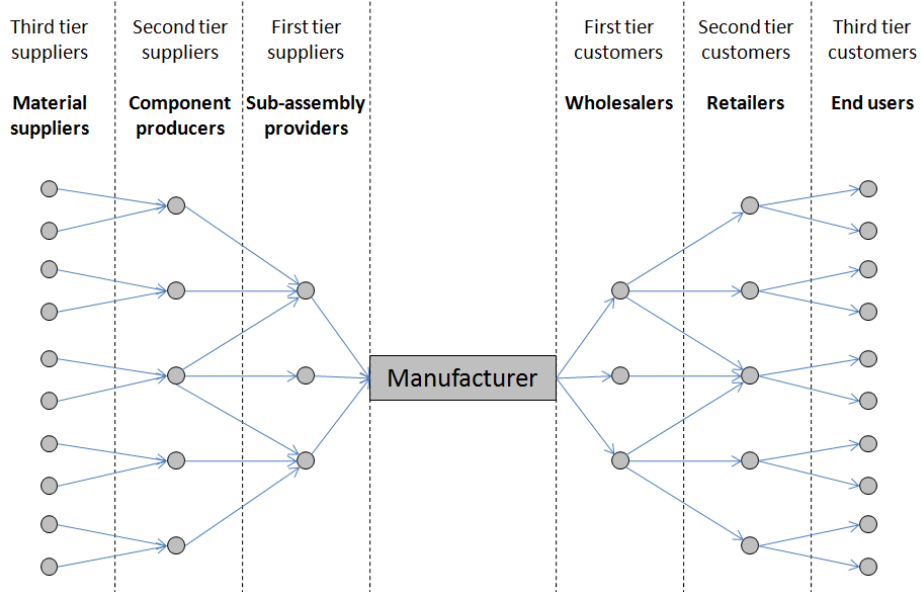 Third tier
suppliers
Second tier
suppliers
First tier
suppliers
First tier
customers
Second tier
customers
Third tier
customers
Material
suppliers
Component
producers
Sub-assembly
providers
Wholesalers
Retailers
End users
Manufacturer